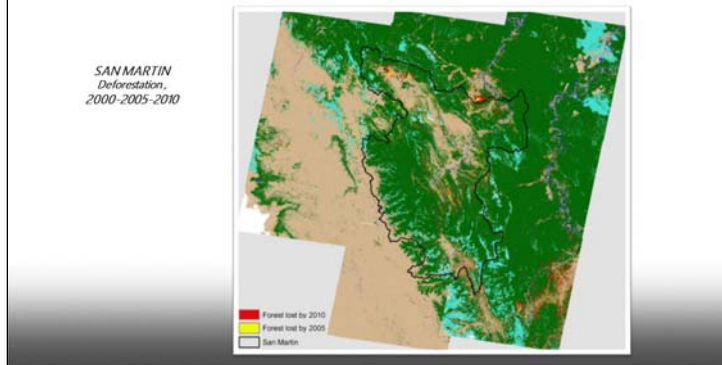 SAN MARTIN
Deforestation,
2000-2005-2010
Forest lost by 2010
Forest lost by 2005
San Martin